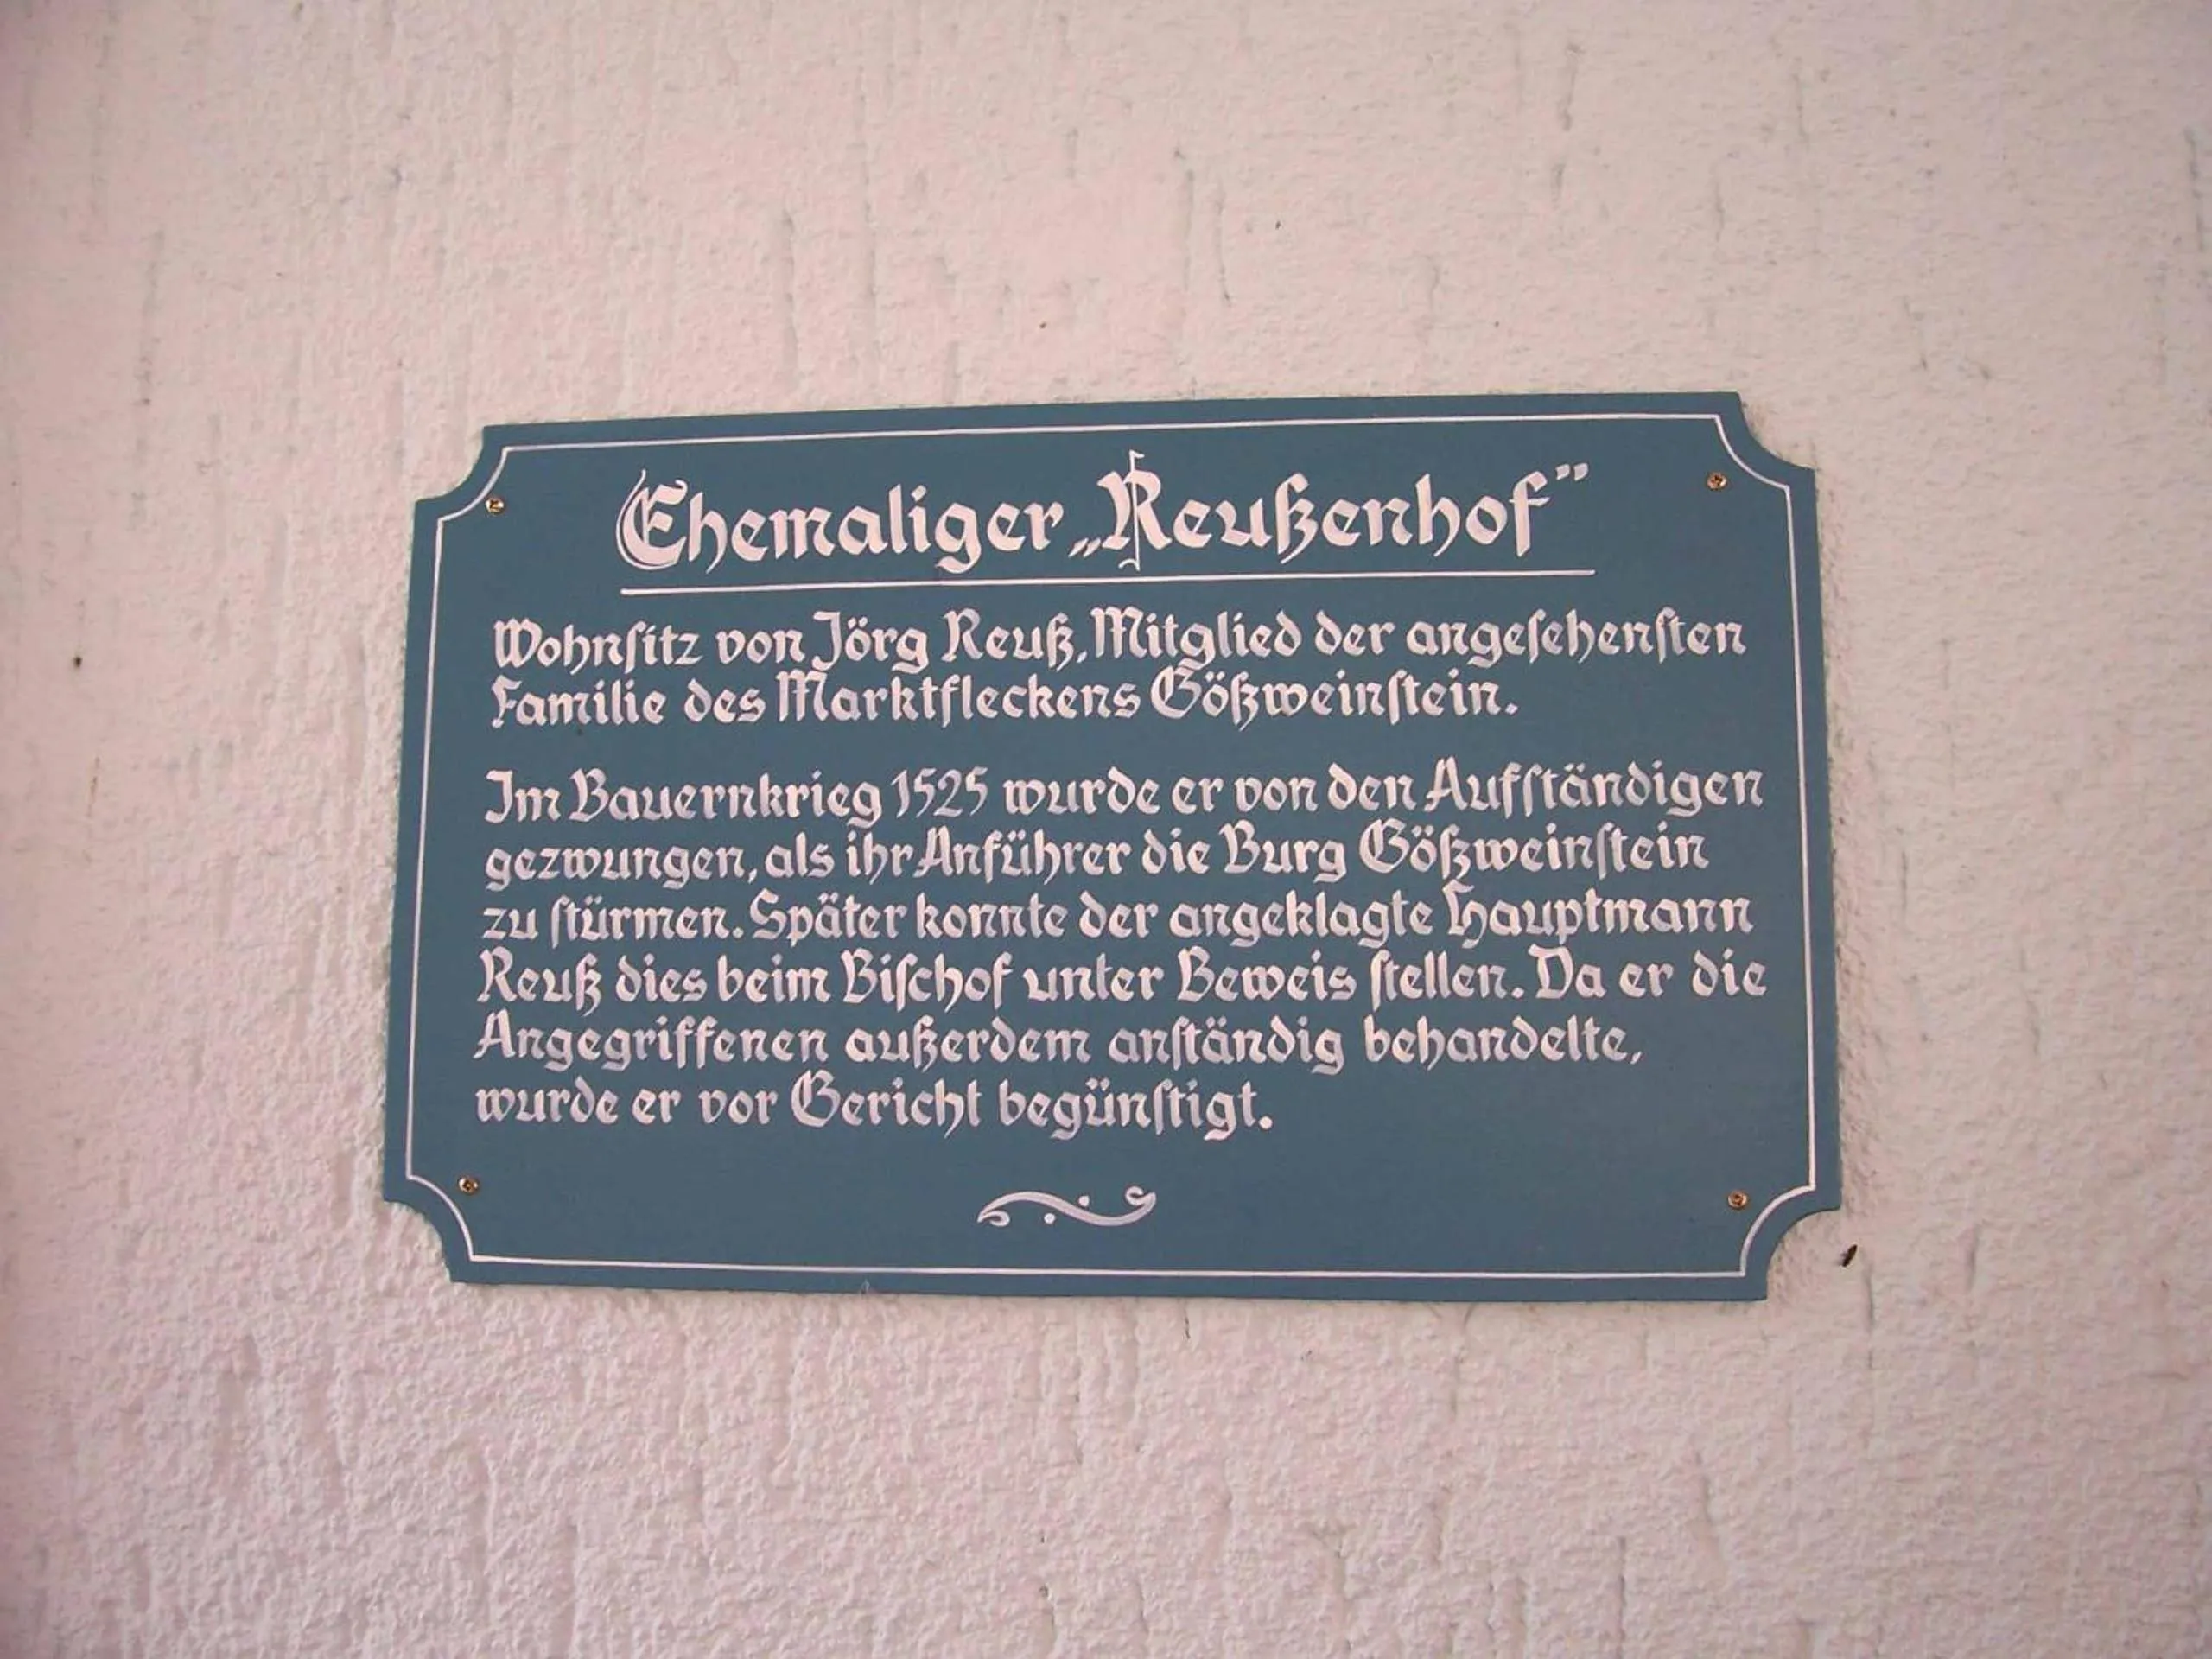 Ehemaliger „Reußenhof“
Wohnſitz von Jörg Reuß, Mitglied der angeſehenſten
Familie des Marktfleckens Gößweinſtein.
Im Bauernkrieg 1525 wurde er von den Aufſtändigen
gezwungen, als ihr Anführer die Burg Gößweinſtein
zu ſtürmen. Später konnte der angeklagte Hauptmann
Reuß dies beim Biſchof unter Beweis ſtellen. Da er die
Angegriffenen außerdem anſtändig behandelte,
wurde er vor Gericht begünſtigt.